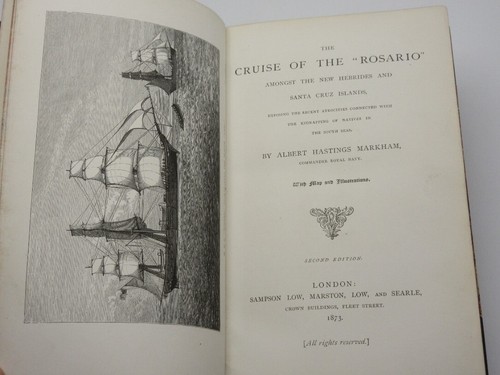 THE
CRUISE OF THE "ROSARIO"
AMONGST THE NEW HEBRIDES AND
SANTA CRUZ ISLANDS,
EXPOSING THE RECENT ATROCITIES CONNECTED WITH
THE KIDNAPPING OF NATIVES IN
THE SOUTH SEAS.
BY ALBERT HASTINGS MARKHAM,
COMMANDER ROYAL NAVY.
With Map and Illustrations.
SECOND EDITION.
LONDON:
SAMPSON LOW, MARSTON, LOW, AND SEARLE,
CROWN BUILDINGS, FLEET STREET.
1873.
[All rights reserved.]